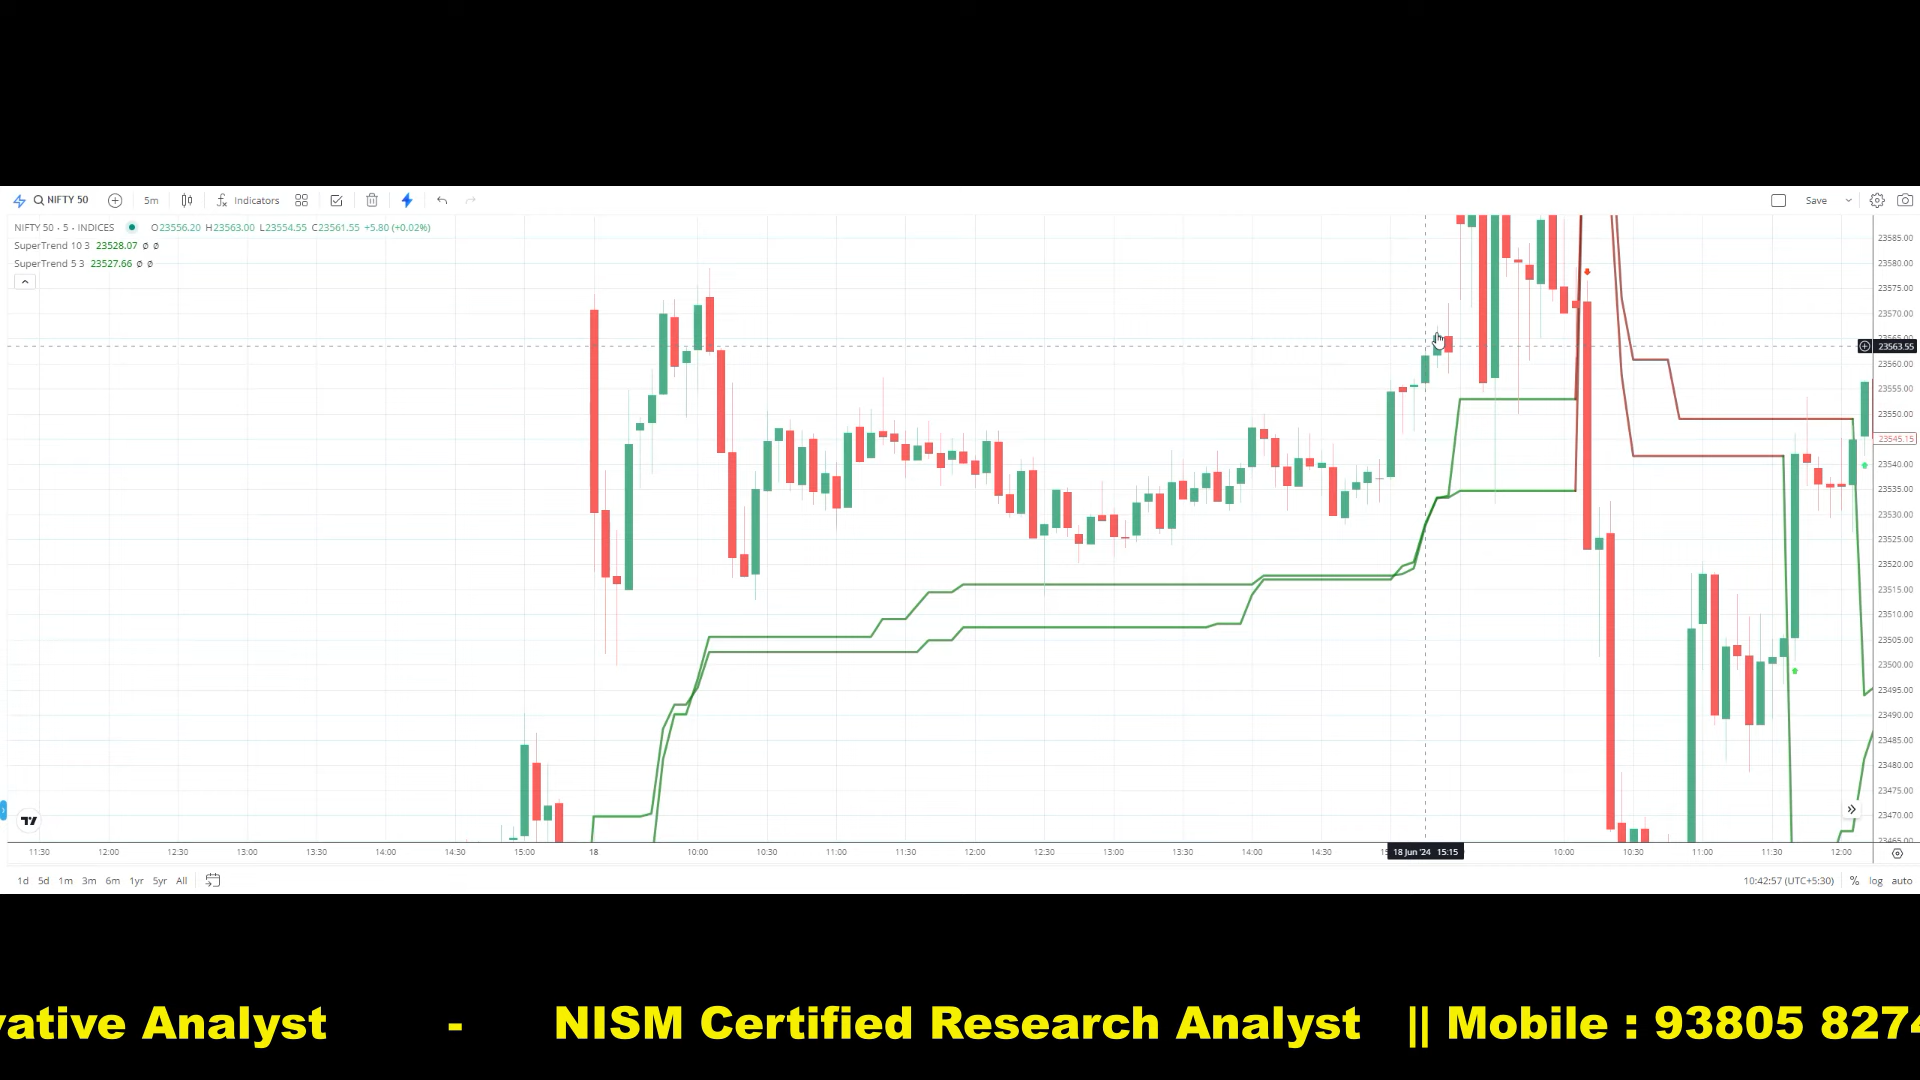 NIFTY 50
5m
Indicators
Save
NIFTY 50 · 5 · INDICES O23556.20 H23563.00 L23554.55 C23561.55 +5.80 (+0.02%)
SuperTrend 10 3 23528.07 ø ø
SuperTrend 5 3 23527.66 ø ø
23585.00
23580.00
23575.00
23570.00
23565.00
23563.55
23560.00
23555.00
23550.00
23545.15
23540.00
23535.00
23530.00
23525.00
23520.00
23515.00
23510.00
23505.00
23500.00
23495.00
23490.00
23485.00
23480.00
23475.00
23470.00
23465.00
11:30 12:00 12:30 13:00 13:30 14:00 14:30 15:00 18 10:00 10:30 11:00 11:30 12:00 12:30 13:00 13:30 14:00 14:30 18 Jun '24 15:15 10:00 10:30 11:00 11:30 12:00
1d 5d 1m 3m 6m 1yr 5yr All 10:42:57 (UTC+5:30) % log auto
vative Analyst - NISM Certified Research Analyst || Mobile : 93805 8274